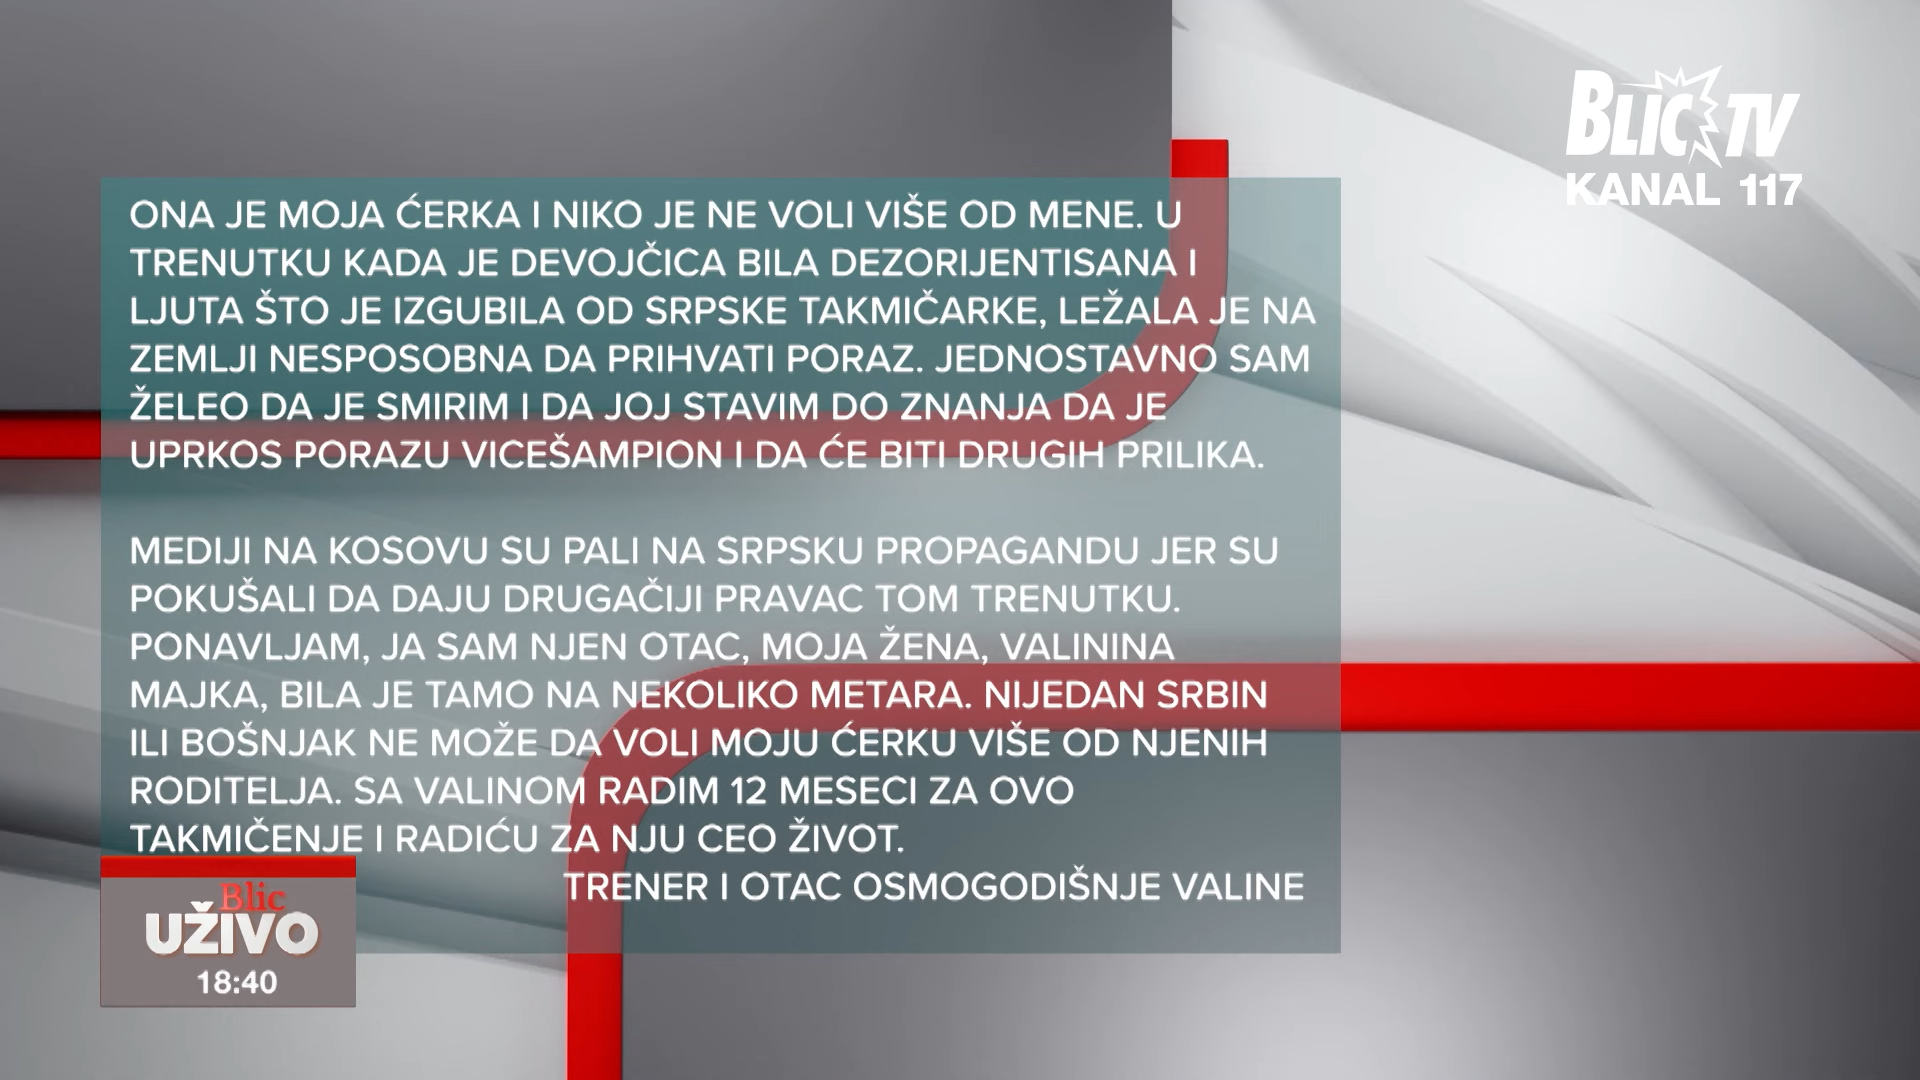 BLIC TV
KANAL 117
ONA JE MOJA ĆERKA I NIKO JE NE VOLI VIŠE OD MENE. U
TRENUTKU KADA JE DEVOJČICA BILA DEZORIJENTISANA I
LJUTA ŠTO JE IZGUBILA OD SRPSKE TAKMIČARKE, LEŽALA JE NA
ZEMLJI NESPOSOBNA DA PRIHVATI PORAZ. JEDNOSTAVNO SAM
ŽELEO DA JE SMIRIM I DA JOJ STAVIM DO ZNANJA DA JE
UPRKOS PORAZU VICEŠAMPION I DA ĆE BITI DRUGIH PRILIKA.
MEDIJI NA KOSOVU SU PALI NA SRPSKU PROPAGANDU JER SU
POKUŠALI DA DAJU DRUGAČIJI PRAVAC TOM TRENUTKU.
PONAVLJAM, JA SAM NJEN OTAC, MOJA ŽENA, VALININA
MAJKA, BILA JE TAMO NA NEKOLIKO METARA. NIJEDAN SRBIN
ILI BOŠNJAK NE MOŽE DA VOLI MOJU ĆERKU VIŠE OD NJENIH
RODITELJA. SA VALINOM RADIM 12 MESECI ZA OVO
TAKMIČENJE I RADIĆU ZA NJU CEO ŽIVOT.
TRENER I OTAC OSMOGODIŠNJE VALINE
Blic
UŽIVO
18:40